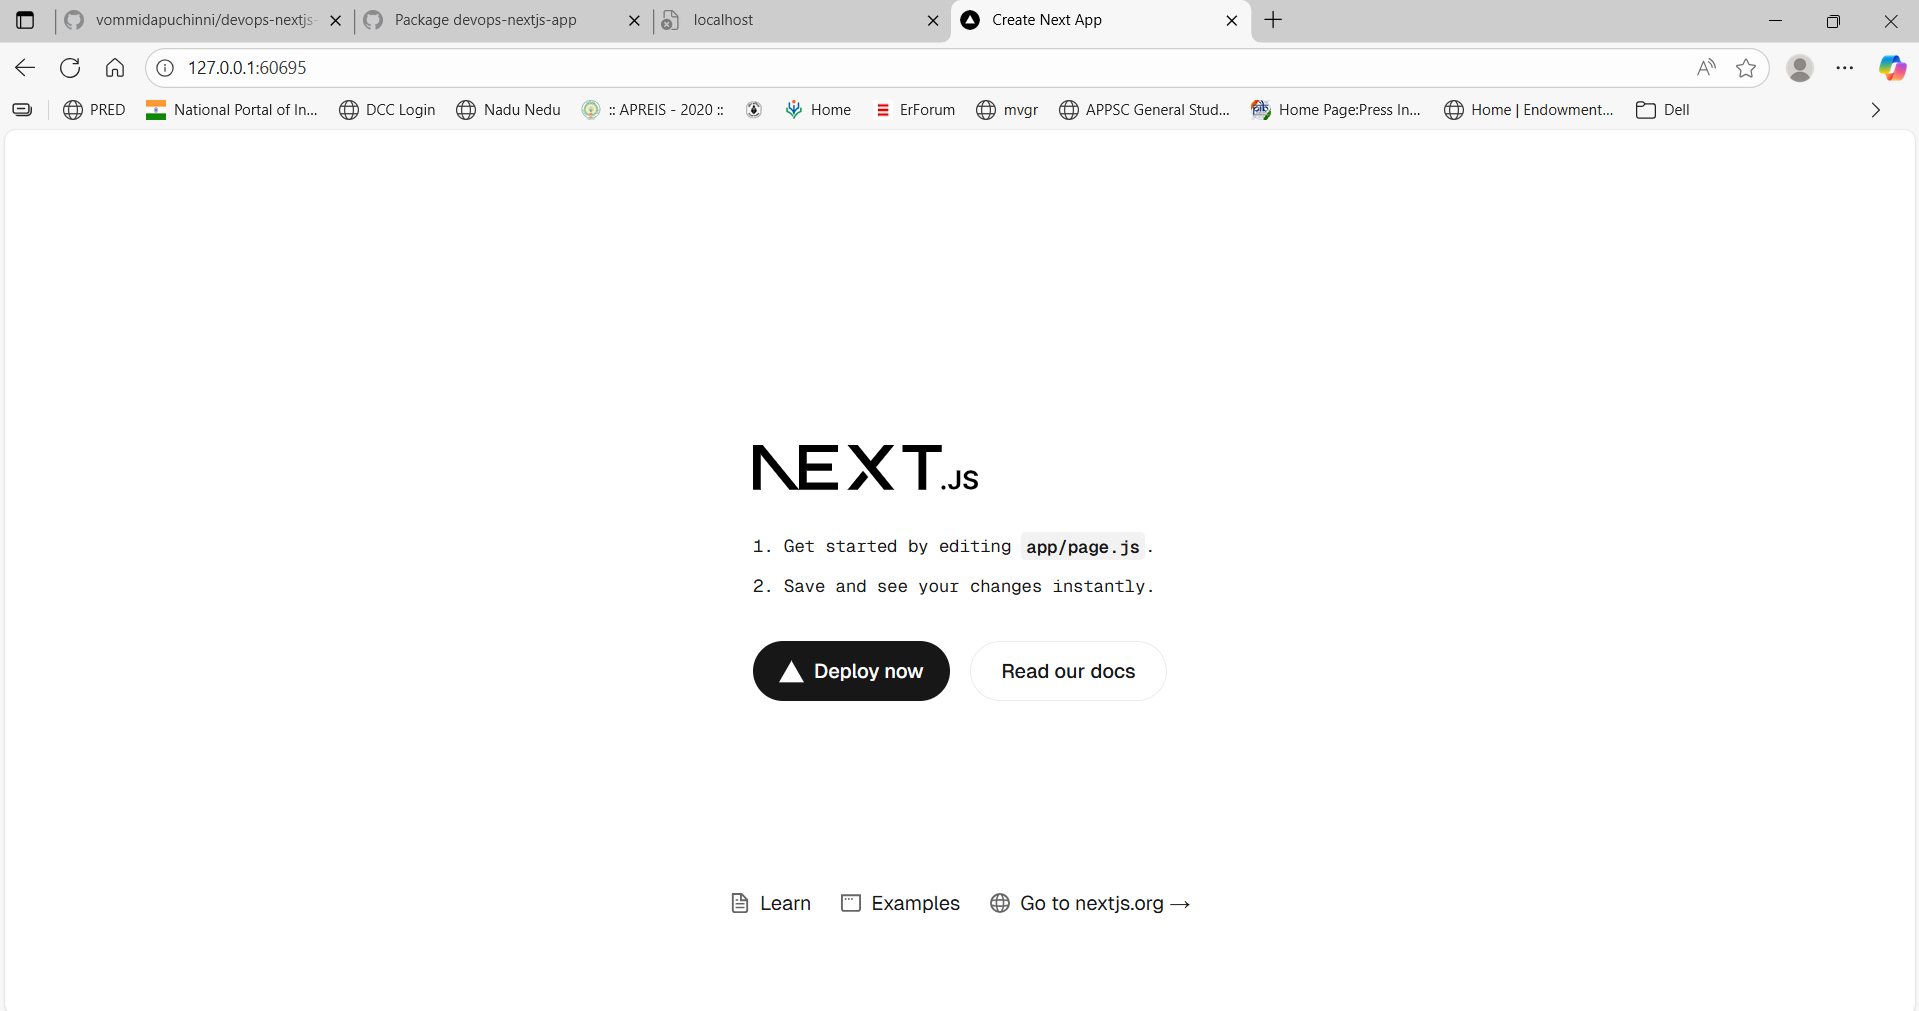 vommidapuchinni/devops-nextjs-
Package devops-nextjs-app
localhost
Create Next App
127.0.0.1:60695
PRED
National Portal of In...
DCC Login
Nadu Nedu
:: APREIS - 2020 ::
Home
ErForum
mvgr
APPSC General Stud...
Home Page:Press In...
Home | Endowment...
Dell
NEXT.JS
1. Get started by editing app/page.js.
2. Save and see your changes instantly.
Deploy now
Read our docs
Learn
Examples
Go to nextjs.org →